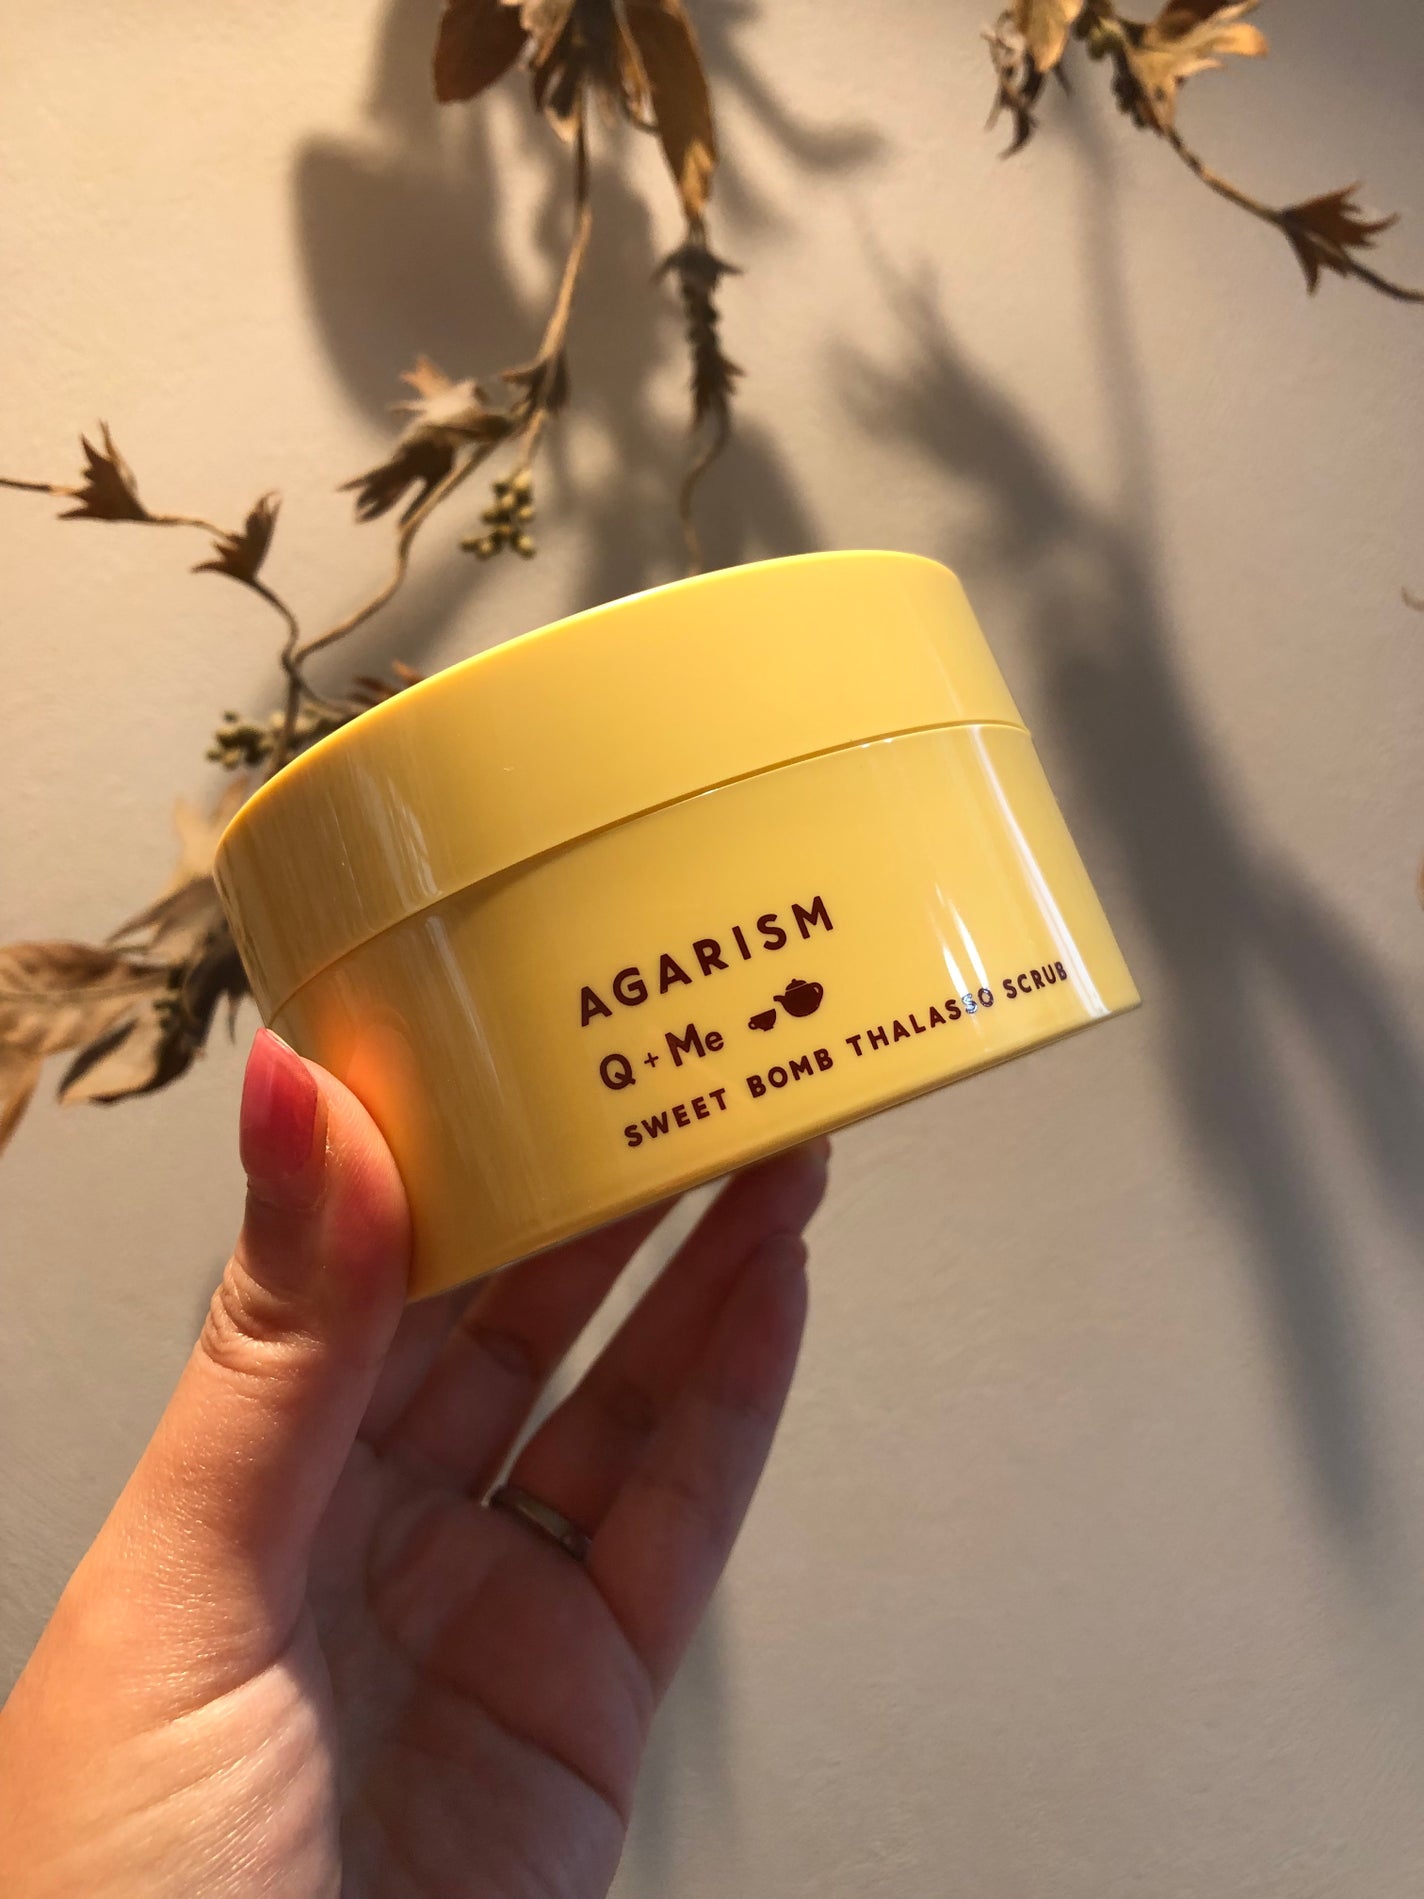 AGARISM
Q + Me
SWEET BOMB THALASSO SCRUB